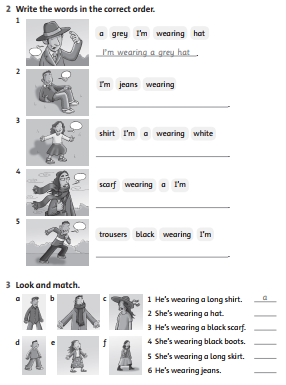 2 Write the words in the correct order.
1
a grey I'm wearing hat
I'm wearing a grey hat .
2
I'm jeans wearing
.
3
shirt I'm a wearing white
.
4
scarf wearing a I'm
.
5
trousers black wearing I'm
.
3 Look and match.
a b c
1 He's wearing a long shirt. a
2 She's wearing a hat.
3 He's wearing a black scarf.
d e f
4 She's wearing black boots.
5 She's wearing a long skirt.
6 He's wearing jeans.